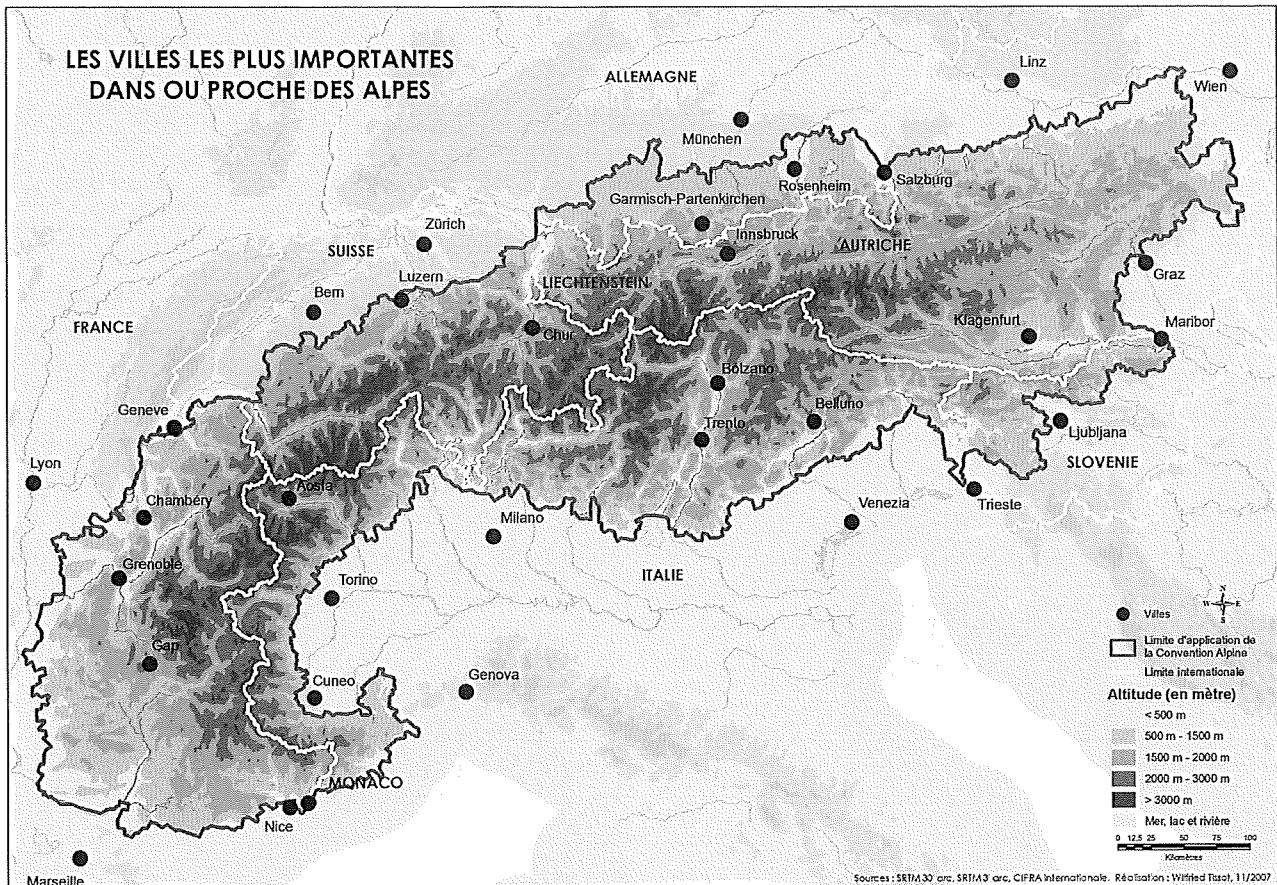 LES VILLES LES PLUS IMPORTANTES
DANS OU PROCHE DES ALPES
ALLEMAGNE
Linz
Wien
München
Rosenheim
Salzburg
Garmisch-Partenkirchen
Innsbruck
AUTRICHE
Zürich
SUISSE
Luzern
LIECHTENSTEIN
Graz
Bern
FRANCE
Chur
Klagenfurt
Maribor
Bolzano
Belluno
Geneve
Trento
Ljubljana
SLOVENIE
Lyon
Aosta
Chambéry
Milano
Venezia
Trieste
Grenoble
Torino
ITALIE
Gap
Cuneo
Genova
MONACO
Nice
Marseille
N
W
E
S
Villes
Limite d'application de
la Convention Alpine
Limite internationale
Altitude (en mètre)
< 500 m
500 m - 1500 m
1500 m - 2000 m
2000 m - 3000 m
> 3000 m
Mer, lac et rivière
0 12,5 25 50 75 100
Kilomètres
Sources : SRTM30 arc, SRTM3 arc, CIFRA Internationale. Réalisation : Wilfried Tissot, 11/2007